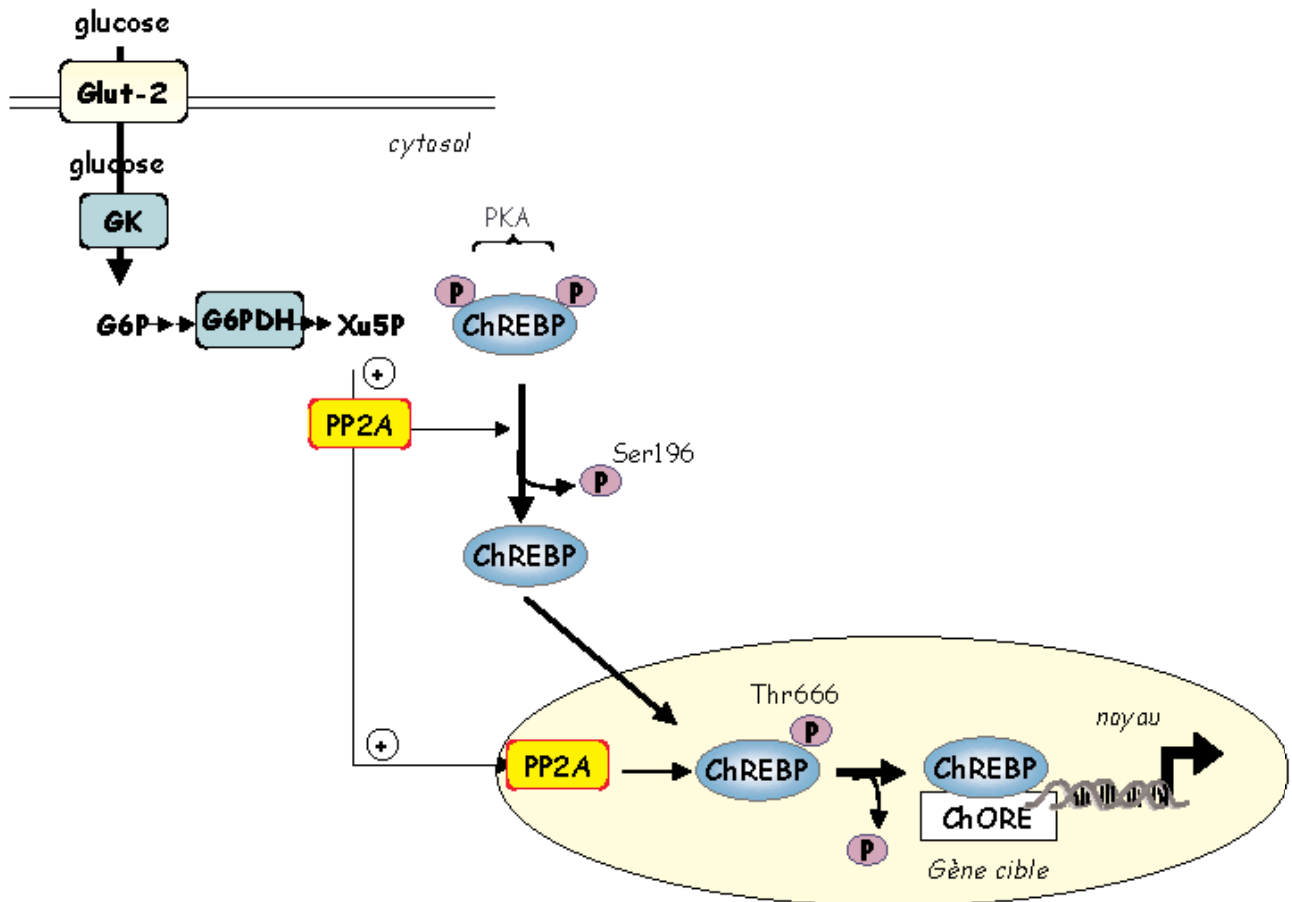 glucose
Glut-2
cytosol
glucose
GK
PKA
P P
ChREBP
G6P G6PDH Xu5P
+
PP2A
Ser196
P
ChREBP
Thr666
noyau
P
+
PP2A
ChREBP
ChREBP
ChORE
P
Gène cible